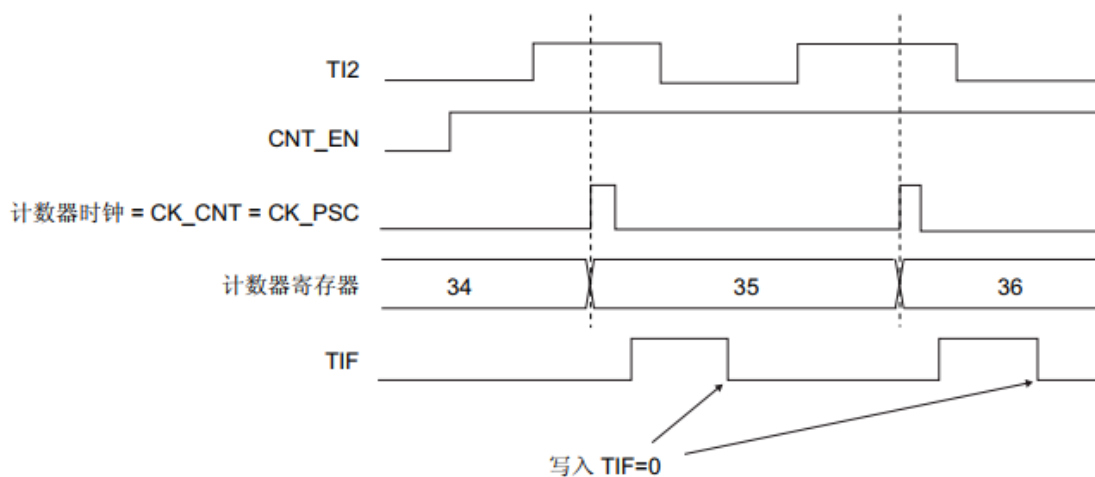 TI2
CNT_EN
计数器时钟 = CK_CNT = CK_PSC
计数器寄存器 34 35 36
TIF
写入 TIF=0